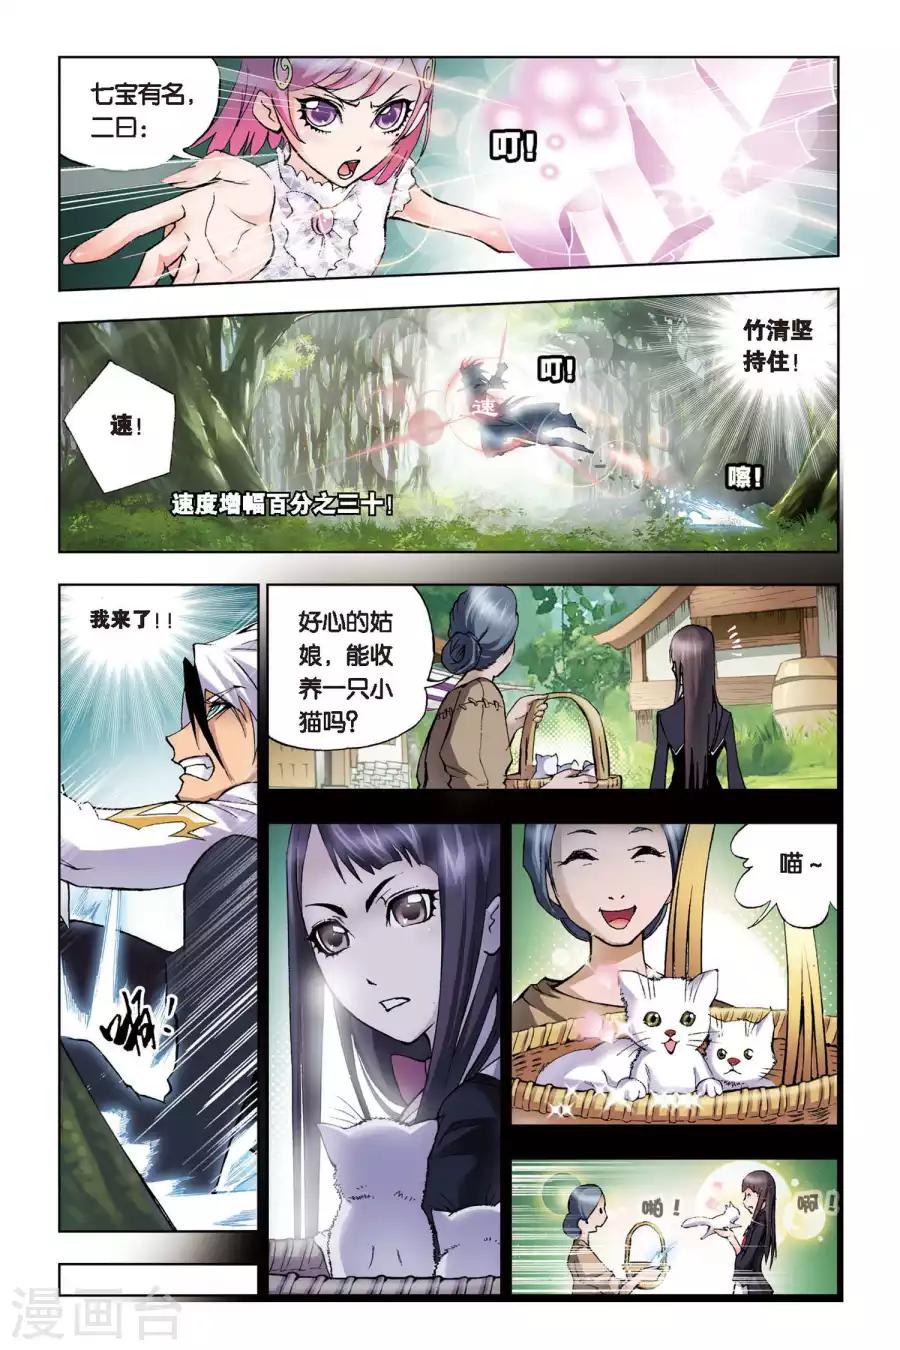 七宝有名，
二曰：
叮！
竹清坚
持住！
叮！
速
速！
嚓！
速度增幅百分之三十！
我来了！！
好心的姑
娘，能收
养一只小
猫吗？
喵~
啪！
啊！
漫画台